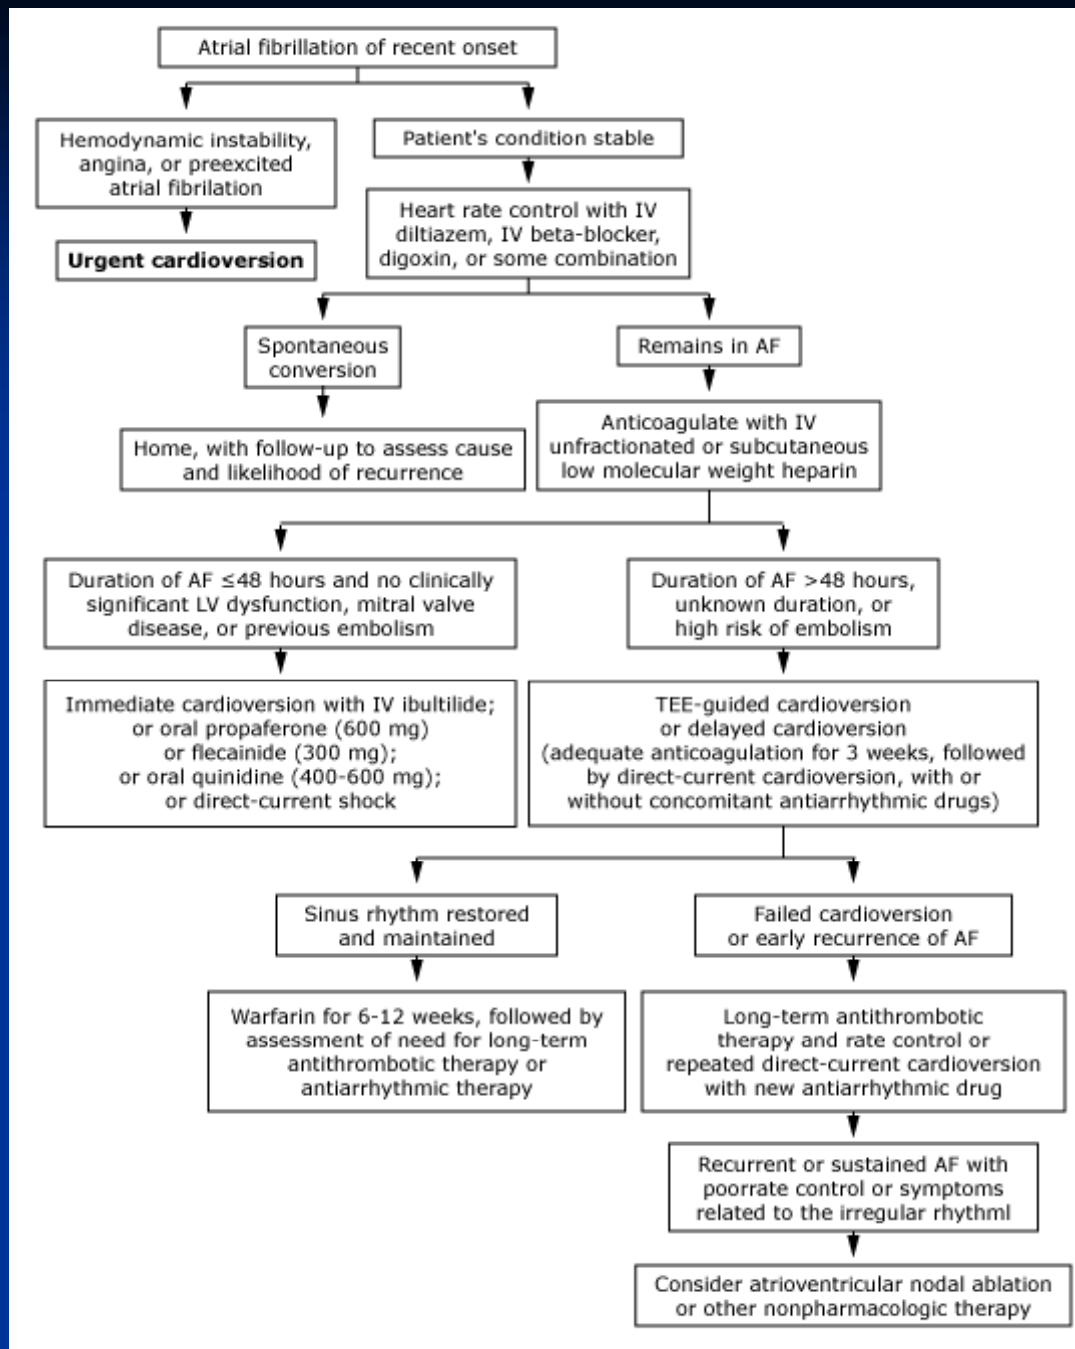 Atrial fibrillation of recent onset
Hemodynamic instability,
angina, or preexcited
atrial fibrilation
Patient's condition stable
Urgent cardioversion
Heart rate control with IV
diltiazem, IV beta-blocker,
digoxin, or some combination
Spontaneous
conversion
Remains in AF
Home, with follow-up to assess cause
and likelihood of recurrence
Anticoagulate with IV
unfractionated or subcutaneous
low molecular weight heparin
Duration of AF ≤48 hours and no clinically
significant LV dysfunction, mitral valve
disease, or previous embolism
Duration of AF >48 hours,
unknown duration, or
high risk of embolism
Immediate cardioversion with IV ibultilide;
or oral propaferone (600 mg)
or flecainide (300 mg);
or oral quinidine (400-600 mg);
or direct-current shock
TEE-guided cardioversion
or delayed cardioversion
(adequate anticoagulation for 3 weeks, followed
by direct-current cardioversion, with or
without concomitant antiarrhythmic drugs)
Sinus rhythm restored
and maintained
Failed cardioversion
or early recurrence of AF
Warfarin for 6-12 weeks, followed by
assessment of need for long-term
antithrombotic therapy or
antiarrhythmic therapy
Long-term antithrombotic
therapy and rate control or
repeated direct-current cardioversion
with new antiarrhythmic drug
Recurrent or sustained AF with
poorrate control or symptoms
related to the irregular rhythml
Consider atrioventricular nodal ablation
or other nonpharmacologic therapy